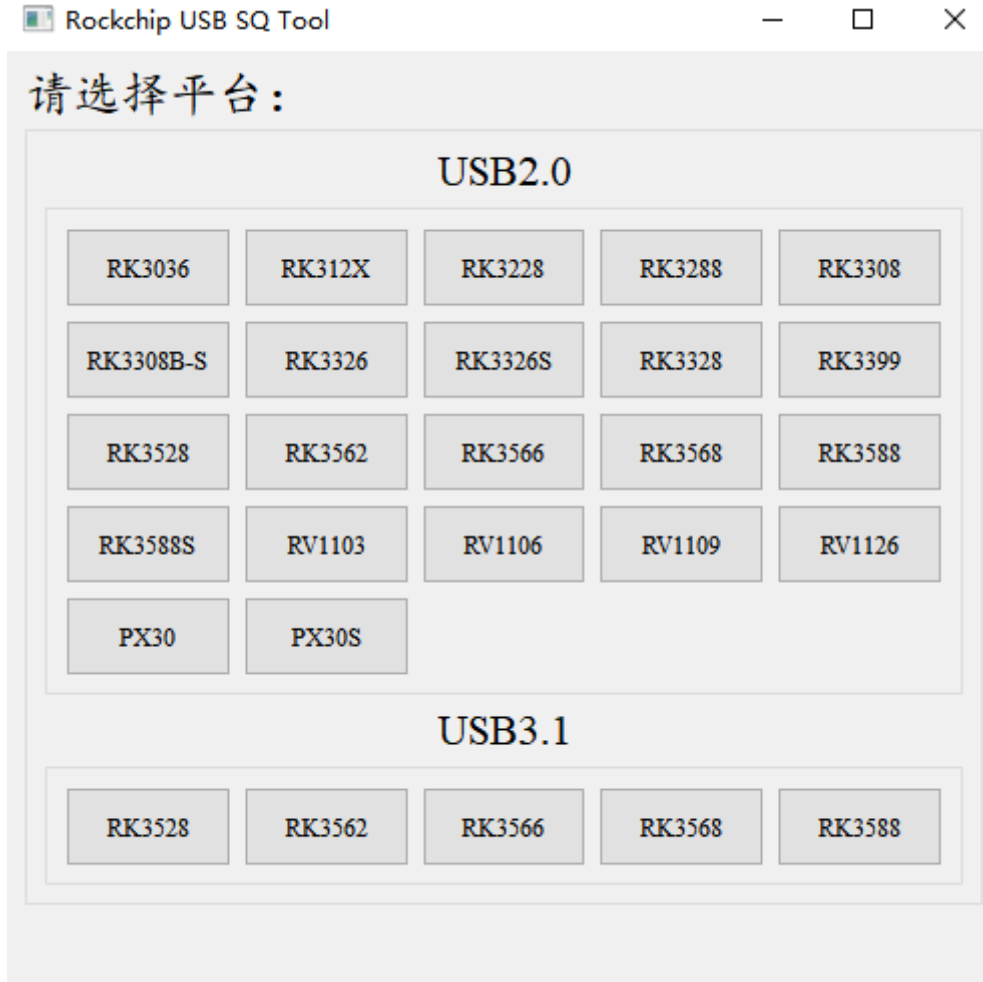 Rockchip USB SQ Tool
请选择平台：
USB2.0
RK3036 RK312X RK3228 RK3288 RK3308
RK3308B-S RK3326 RK3326S RK3328 RK3399
RK3528 RK3562 RK3566 RK3568 RK3588
RK3588S RV1103 RV1106 RV1109 RV1126
PX30 PX30S
USB3.1
RK3528 RK3562 RK3566 RK3568 RK3588